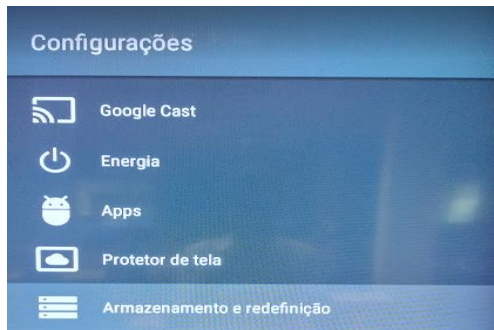 Configurações
Google Cast
Energia
Apps
Protetor de tela
Armazenamento e redefinição